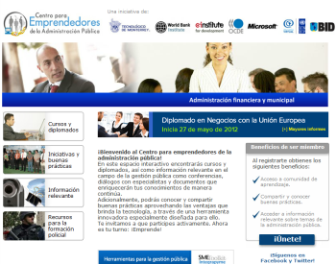 Una iniciativa de:
Centro para
Emprendedores
de la Administración Pública
TECNOLÓGICO
DE MONTERREY
World Bank
Institute
e-institute
for development
OCDE
Microsoft
BID
Administración financiera y municipal
Cursos y
diplomados
Iniciativas y
buenas
prácticas
Información
relevante
Recursos
para la
formación
policial
Diplomado en Negocios con la Unión Europea
Inicia 27 de mayo de 2012
[+] Mayores informes
¡Bienvenido al Centro para emprendedores de la
administración pública!
En este espacio interactivo encontrarás cursos y
diplomados, así como información relevante en el
campo de la gestión pública como conferencias,
diálogos con especialistas y documentos que
enriquecerán tus conocimientos de manera
continua.
Adicionalmente, podrás conocer y compartir
buenas prácticas aprovechando las ventajas que
brinda la tecnología, a través de una herramienta
innovadora especialmente diseñada para ello.
Te invitamos a que participes activamente. Ahora
es tu turno: ¡Emprende!
Beneficios de ser miembro
Al registrarte obtienes los
siguientes beneficios:
Acceso a comunidad de
aprendizaje.
Compartir y conocer
buenas prácticas.
Acceder a información
relevante sobre temas de
la administración pública.
¡Únete!
¡Síguenos en
Facebook y Twitter!
Herramientas para la gestión pública